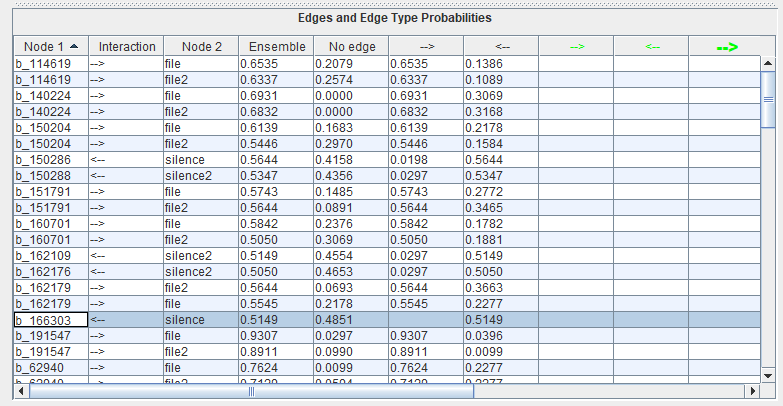 Edges and Edge Type Probabilities
Node 1 Interaction Node 2 Ensemble No edge --> <-- --> <-- -->
b_114619 --> file 0.6535 0.2079 0.6535 0.1386
b_114619 --> file2 0.6337 0.2574 0.6337 0.1089
b_140224 --> file 0.6931 0.0000 0.6931 0.3069
b_140224 --> file2 0.6832 0.0000 0.6832 0.3168
b_150204 --> file 0.6139 0.1683 0.6139 0.2178
b_150204 --> file2 0.5446 0.2970 0.5446 0.1584
b_150286 <-- silence 0.5644 0.4158 0.0198 0.5644
b_150288 <-- silence2 0.5347 0.4356 0.0297 0.5347
b_151791 --> file 0.5743 0.1485 0.5743 0.2772
b_151791 --> file2 0.5644 0.0891 0.5644 0.3465
b_160701 --> file 0.5842 0.2376 0.5842 0.1782
b_160701 --> file2 0.5050 0.3069 0.5050 0.1881
b_162109 <-- silence2 0.5149 0.4554 0.0297 0.5149
b_162176 <-- silence2 0.5050 0.4653 0.0297 0.5050
b_162179 --> file2 0.5644 0.0693 0.5644 0.3663
b_162179 --> file 0.5545 0.2178 0.5545 0.2277
b_166303 <-- silence 0.5149 0.4851 0.5149
b_191547 --> file 0.9307 0.0297 0.9307 0.0396
b_191547 --> file2 0.8911 0.0990 0.8911 0.0099
b_62940 --> file 0.7624 0.0099 0.7624 0.2277
b_62940 --> file2 0.7129 0.0594 0.7129 0.2277